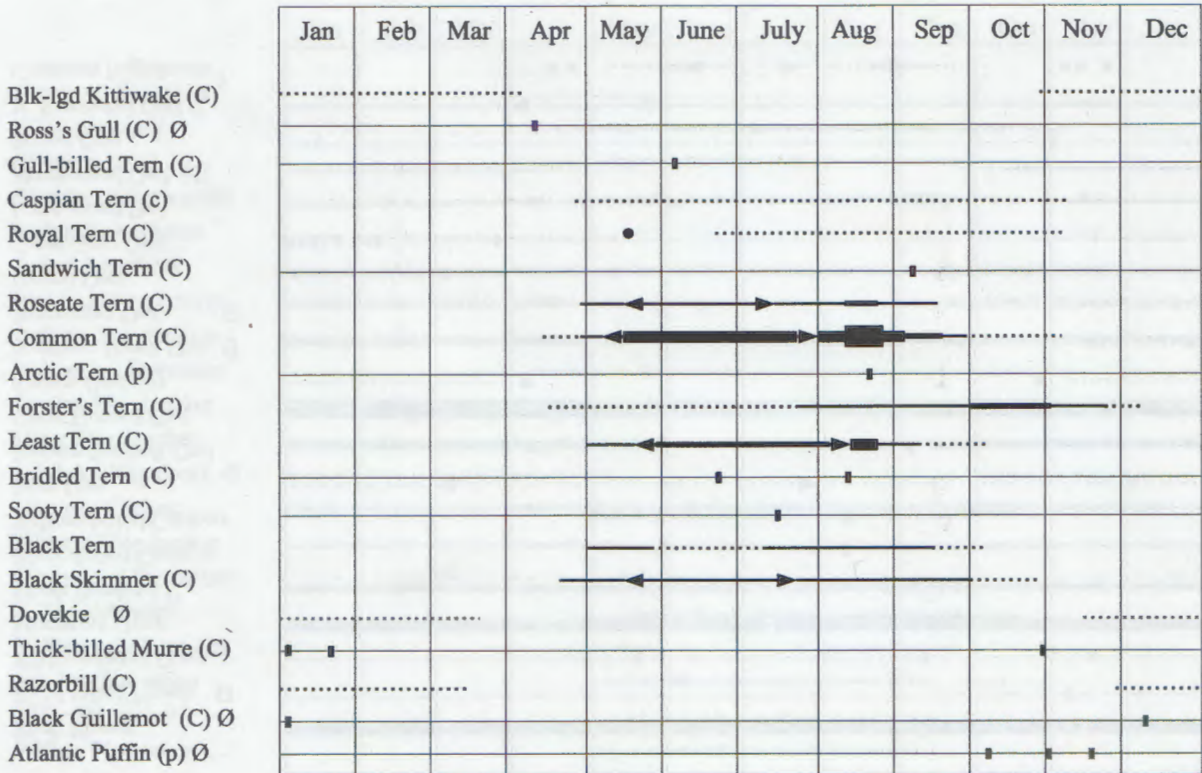 Jan Feb Mar Apr May June July Aug Sep Oct Nov Dec
Blk-lgd Kittiwake (C)
Ross's Gull (C) Ø
Gull-billed Tern (C)
Caspian Tern (c)
Royal Tern (C)
Sandwich Tern (C)
Roseate Tern (C)
Common Tern (C)
Arctic Tern (p)
Forster's Tern (C)
Least Tern (C)
Bridled Tern (C)
Sooty Tern (C)
Black Tern
Black Skimmer (C)
Dovekie Ø
Thick-billed Murre (C)
Razorbill (C)
Black Guillemot (C) Ø
Atlantic Puffin (p) Ø